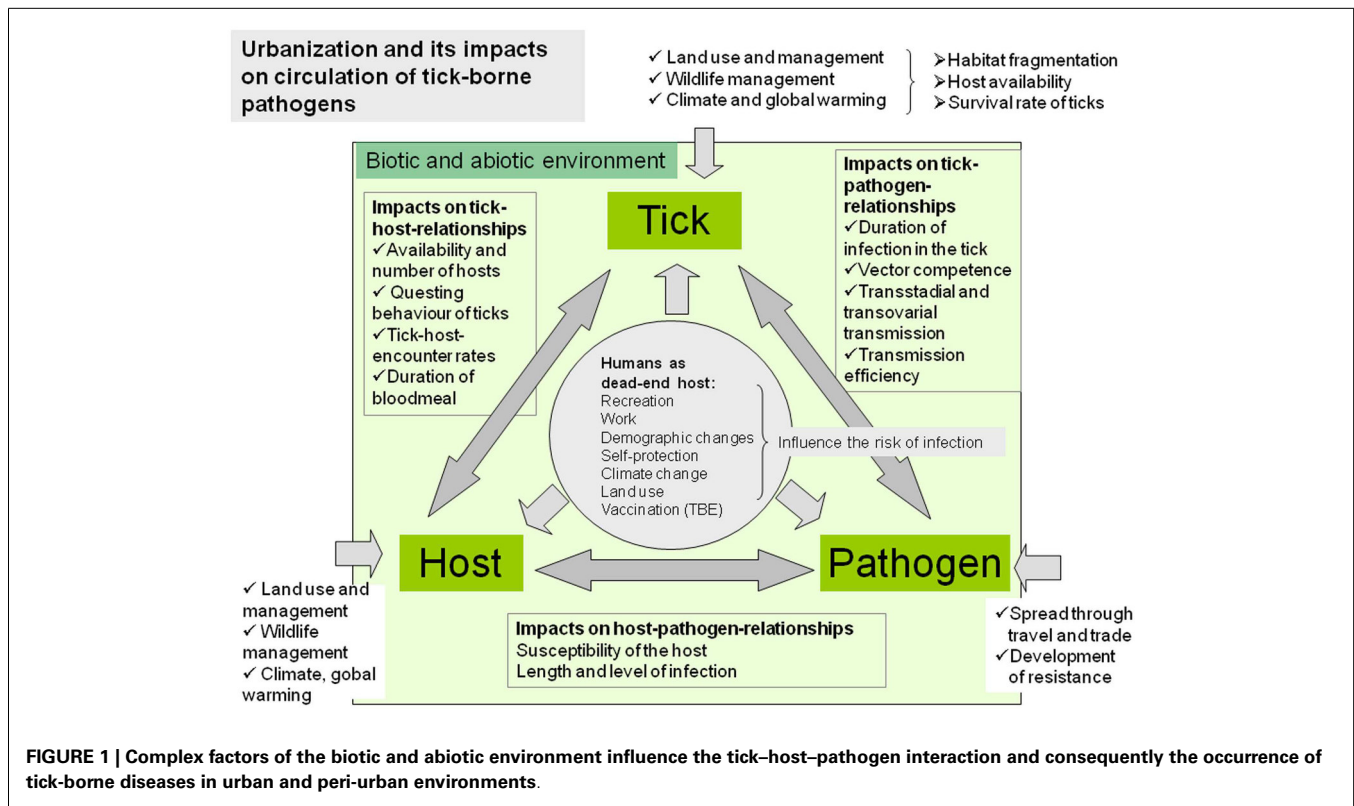 Urbanization and its impacts
on circulation of tick-borne
pathogens
✓ Land use and management
✓ Wildlife management
✓ Climate and global warming
➢Habitat fragmentation
➢Host availability
➢Survival rate of ticks
Biotic and abiotic environment
Impacts on tick-
host-relationships
✓Availability and
number of hosts
✓ Questing
behaviour of ticks
✓Tick-host-
encounter rates
✓Duration of
bloodmeal
Tick
Impacts on tick-
pathogen-
relationships
✓Duration of
infection in the tick
✓Vector competence
✓Transstadial and
transovarial
transmission
✓Transmission
efficiency
Humans as
dead-end host:
Recreation
Work
Demographic changes
Self-protection
Climate change
Land use
Vaccination (TBE)
Influence the risk of infection
Host
Pathogen
✓ Land use and
management
✓ Wildlife
management
✓ Climate, gobal
warming
Impacts on host-pathogen-relationships
Susceptibility of the host
Length and level of infection
✓Spread through
travel and trade
✓Development
of resistance
FIGURE 1 | Complex factors of the biotic and abiotic environment influence the tick–host–pathogen interaction and consequently the occurrence of
tick-borne diseases in urban and peri-urban environments.